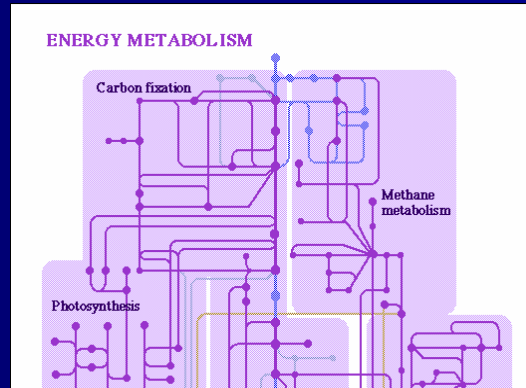 ENERGY METABOLISM
Carbon fixation
Methane
metabolism
Photosynthesis